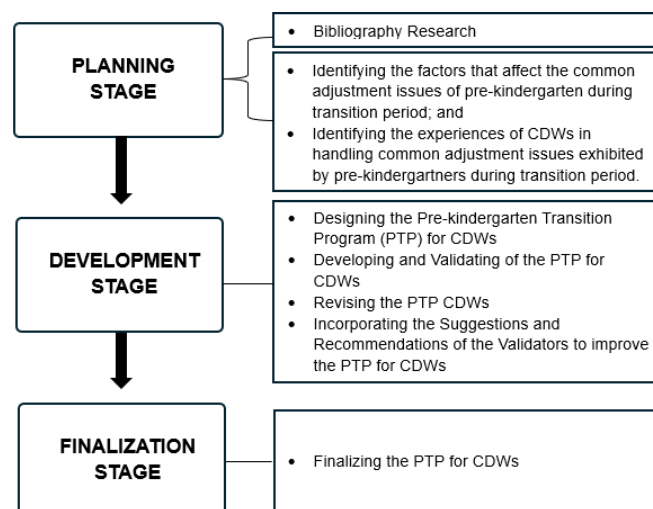 PLANNING
STAGE
• Bibliography Research
• Identifying the factors that affect the common
adjustment issues of pre-kindergarten during
transition period; and
• Identifying the experiences of CDWs in
handling common adjustment issues exhibited
by pre-kindergartners during transition period.
DEVELOPMENT
STAGE
• Designing the Pre-kindergarten Transition
Program (PTP) for CDWs
• Developing and Validating of the PTP for
CDWs
• Revising the PTP CDWs
• Incorporating the Suggestions and
Recommendations of the Validators to improve
the PTP for CDWs
FINALIZATION
STAGE
• Finalizing the PTP for CDWs